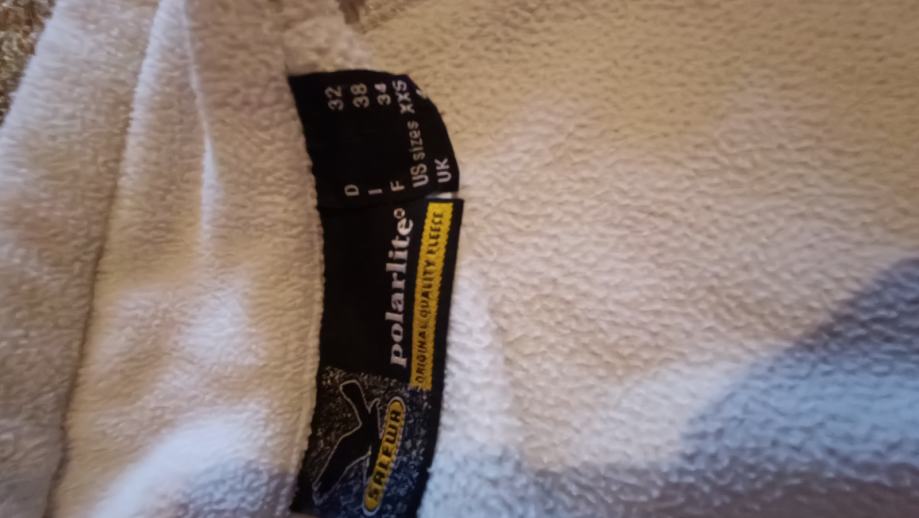 SALEWA
polarlite®
ORIGINAL QUALITY FLEECE
D 32
I 38
F 34
US sizes XXS
UK